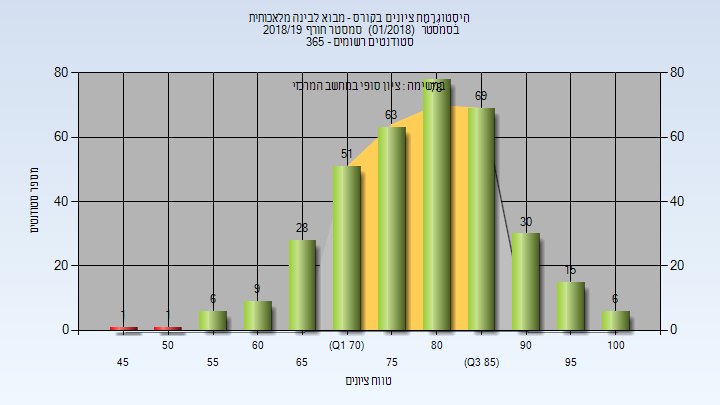 היסטוגרמת ציונים בקורס - מבוא לבינה מלאכותית
בסמסטר (01/2018) סמסטר חורף 2018/19
סטודנטים רשומים - 365
במשימה : ציון סופי במחשב המרכזי
מספר סטודנטים
80 80
60 60
40 40
20 20
0 0
1 1 6 9 28 51 63 78 69 30 15 6
50 60 (Q1 70) 80 90 100
45 55 65 75 (Q3 85) 95
טווח ציונים